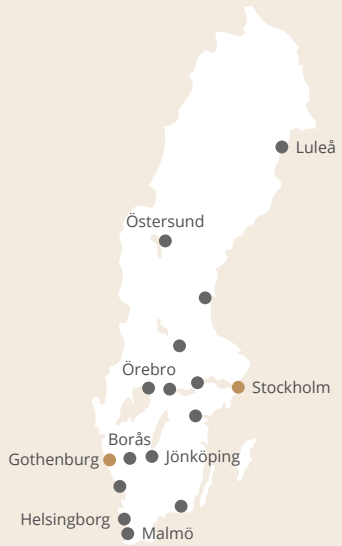 Luleå
Östersund
Örebro
Stockholm
Borås
Gothenburg
Jönköping
Helsingborg
Malmö